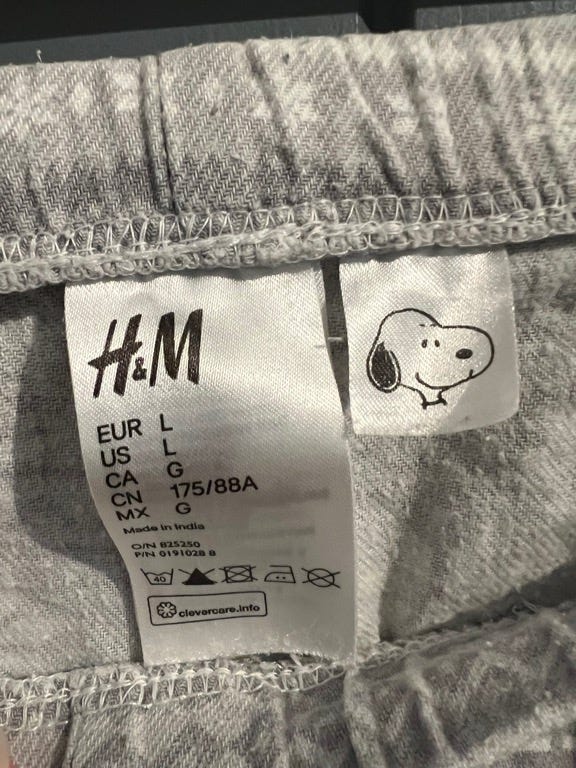 H&M
EUR L
US L
CA G
CN 175/88A
MX G
Made in India
O/N 825250
P/N 0191028 8
40
clevercare.info